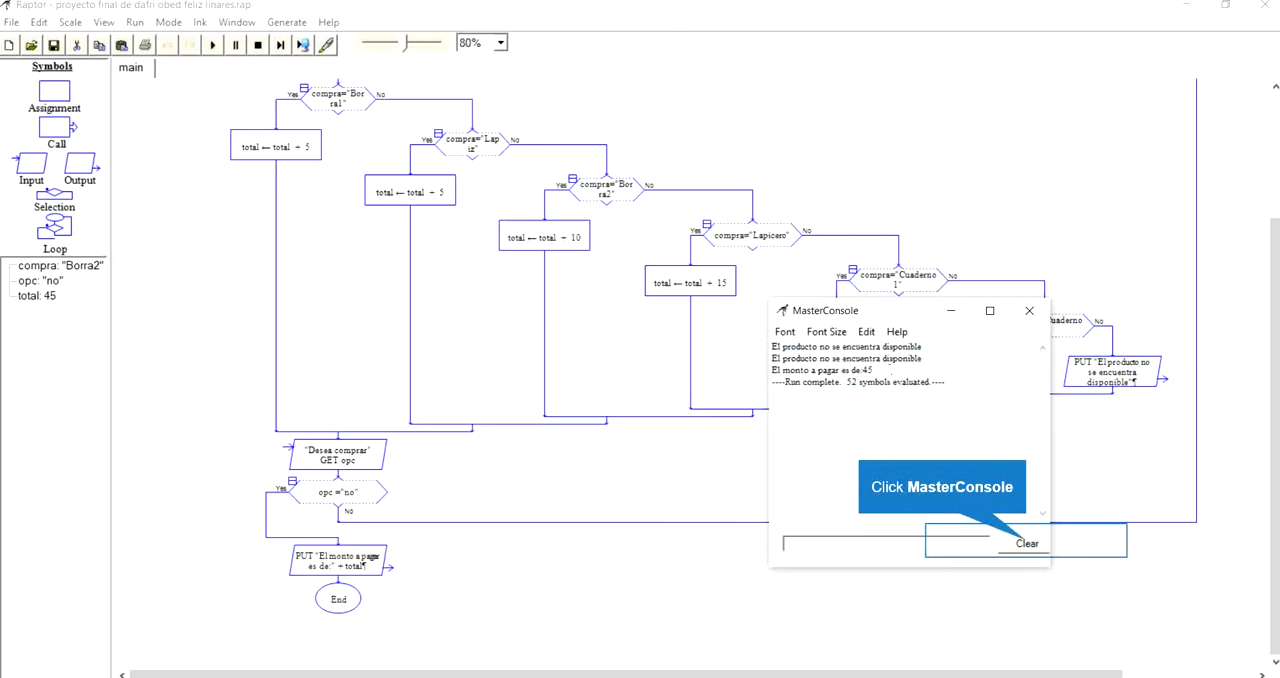 Raptor - proyecto final de dafri obed feliz linares.rap
File Edit Scale View Run Mode Ink Window Generate Help
80%
Symbols
main
Assignment
Call
Input Output
Selection
Loop
compra: "Borra2"
opc: "no"
total: 45
Yes
compra="Bor
ra1"
No
total ← total + 5
Yes
compra="Lap
iz"
No
total ← total + 5
Yes
compra="Bor
ra2"
No
total ← total + 10
Yes
compra="Lapicero"
No
total ← total + 15
Yes
compra="Cuaderno
1"
No
uaderno
No
PUT "El producto no
se encuentra
disponible"¶
"Desea comprar"
GET opc
Yes
opc ="no"
No
PUT "El monto a pagar
es de:" + total¶
End
MasterConsole
Font Font Size Edit Help
El producto no se encuentra disponible
El producto no se encuentra disponible
El monto a pagar es de:45
----Run complete. 52 symbols evaluated.----
Click MasterConsole
Clear